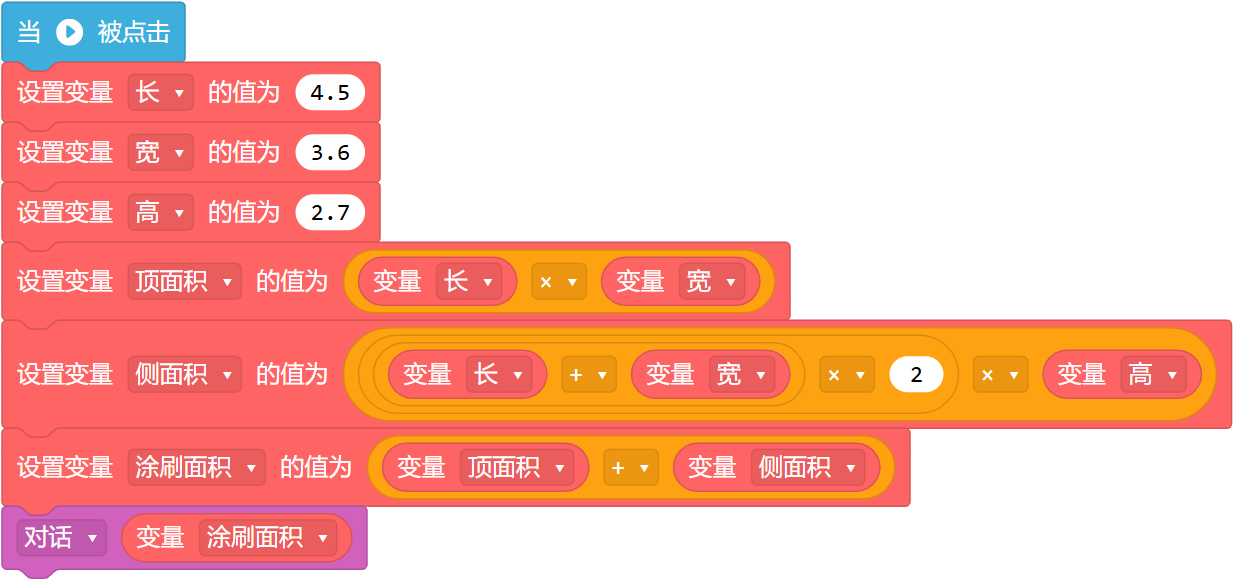 当 被点击
设置变量 长 的值为 4.5
设置变量 宽 的值为 3.6
设置变量 高 的值为 2.7
设置变量 顶面积 的值为 变量 长 × 变量 宽
设置变量 侧面积 的值为 变量 长 + 变量 宽 × 2 × 变量 高
设置变量 涂刷面积 的值为 变量 顶面积 + 变量 侧面积
对话 变量 涂刷面积